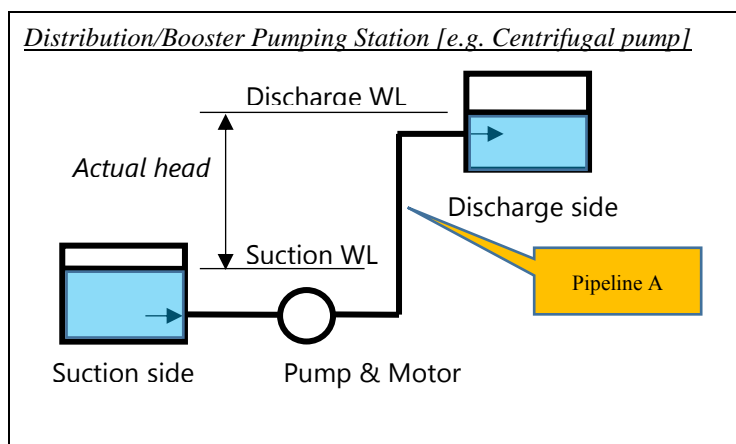 Distribution/Booster Pumping Station [e.g. Centrifugal pump]
Discharge WL
Actual head
Discharge side
Suction WL
Pipeline A
Suction side
Pump & Motor